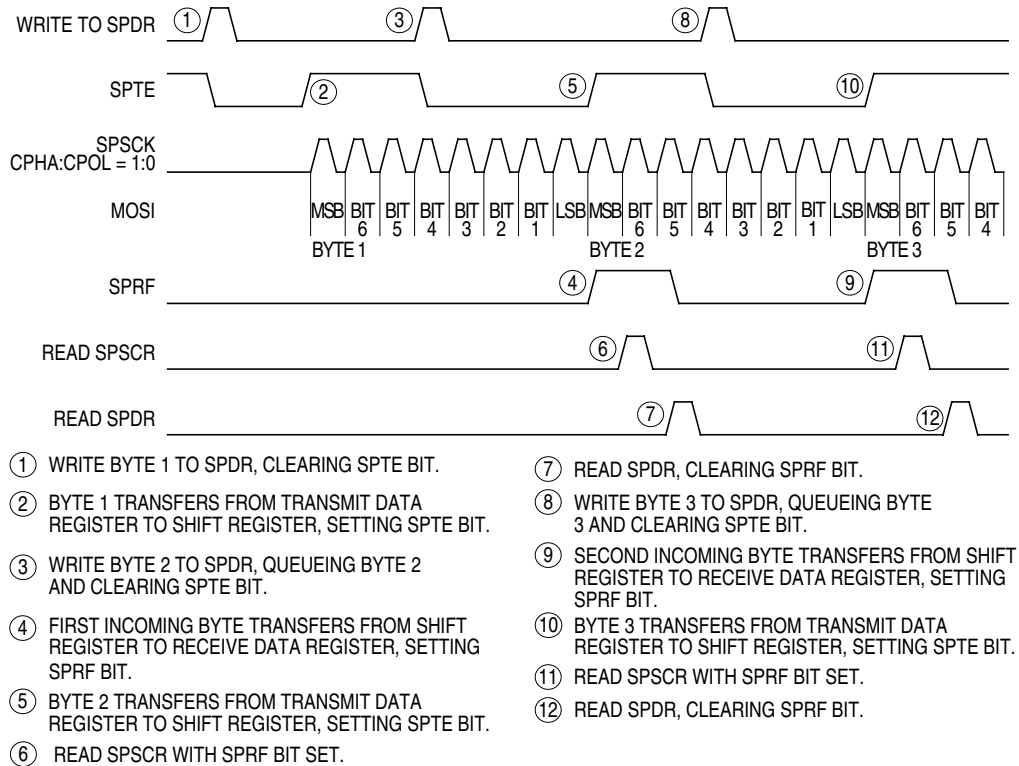 WRITE TO SPDR 1 3 8
SPTE 2 5 10
SPSCK
CPHA:CPOL = 1:0
MOSI MSB BIT BIT BIT BIT BIT BIT LSB MSB BIT BIT BIT BIT BIT BIT LSB MSB BIT BIT BIT
6 5 4 3 2 1 6 5 4 3 2 1 6 5 4
BYTE 1 BYTE 2 BYTE 3
SPRF 4 9
READ SPSCR 6 11
READ SPDR 7 12
1 WRITE BYTE 1 TO SPDR, CLEARING SPTE BIT.
2 BYTE 1 TRANSFERS FROM TRANSMIT DATA
REGISTER TO SHIFT REGISTER, SETTING SPTE BIT.
3 WRITE BYTE 2 TO SPDR, QUEUEING BYTE 2
AND CLEARING SPTE BIT.
4 FIRST INCOMING BYTE TRANSFERS FROM SHIFT
REGISTER TO RECEIVE DATA REGISTER, SETTING
SPRF BIT.
5 BYTE 2 TRANSFERS FROM TRANSMIT DATA
REGISTER TO SHIFT REGISTER, SETTING SPTE BIT.
6 READ SPSCR WITH SPRF BIT SET.
7 READ SPDR, CLEARING SPRF BIT.
8 WRITE BYTE 3 TO SPDR, QUEUEING BYTE
3 AND CLEARING SPTE BIT.
9 SECOND INCOMING BYTE TRANSFERS FROM SHIFT
REGISTER TO RECEIVE DATA REGISTER, SETTING
SPRF BIT.
10 BYTE 3 TRANSFERS FROM TRANSMIT DATA
REGISTER TO SHIFT REGISTER, SETTING SPTE BIT.
11 READ SPSCR WITH SPRF BIT SET.
12 READ SPDR, CLEARING SPRF BIT.